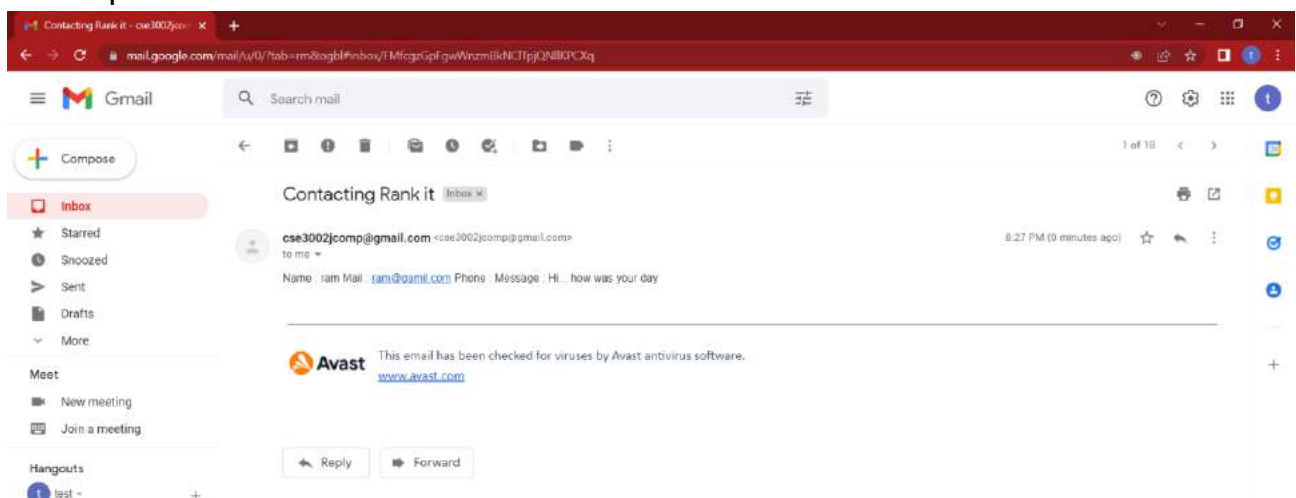 Contacting Rank it - cse3002jcom
mail.google.com/mail/u/0/?tab=rm&ogbl#inbox/
Gmail
Search mail
t
Compose
1 of 18
Inbox
Starred
Snoozed
Sent
Drafts
More
Meet
New meeting
Join a meeting
Hangouts
t test
Contacting Rank it Inbox x
cse3002jcomp@gmail.com <cse3002jcomp@gmail.com>
8:27 PM (0 minutes ago)
to me
Name : ram Mail : ram@gamil.com Phone : Message : Hi... how was your day
Avast
This email has been checked for viruses by Avast antivirus software.
www.avast.com
Reply
Forward